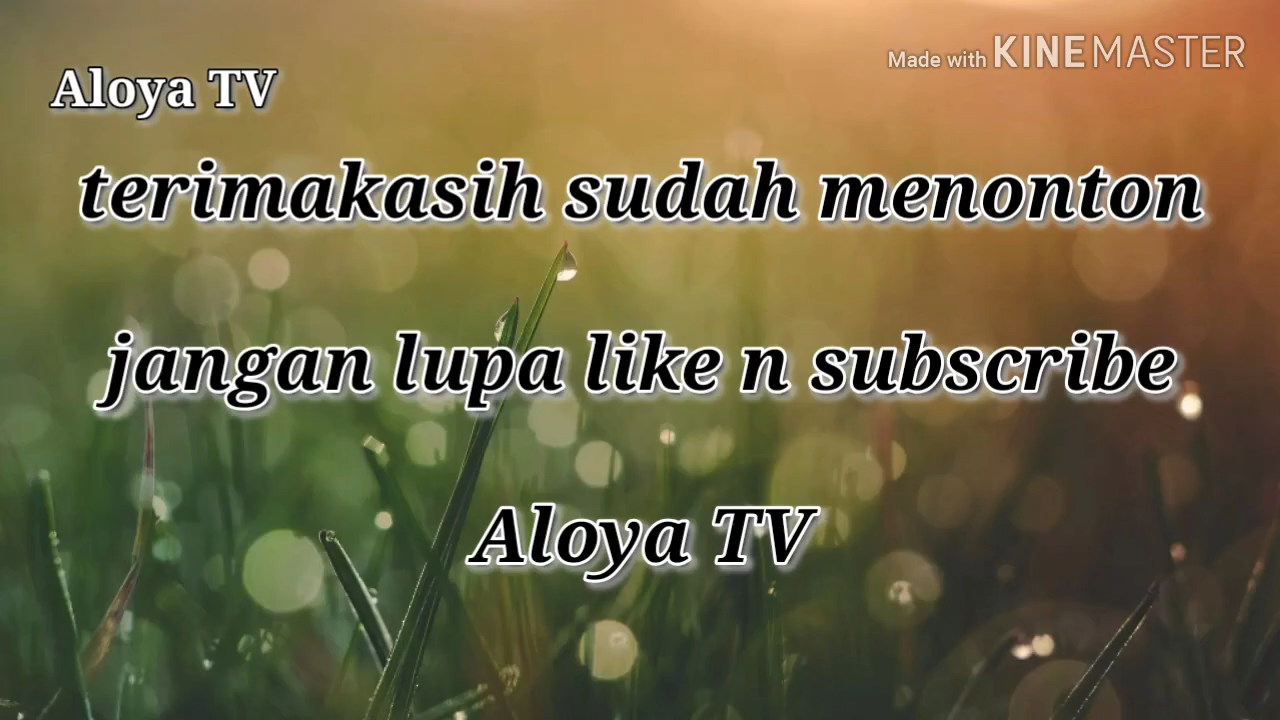 Made with KINEMASTER
Aloya TV
terimakasih sudah menonton
jangan lupa like n subscribe
Aloya TV